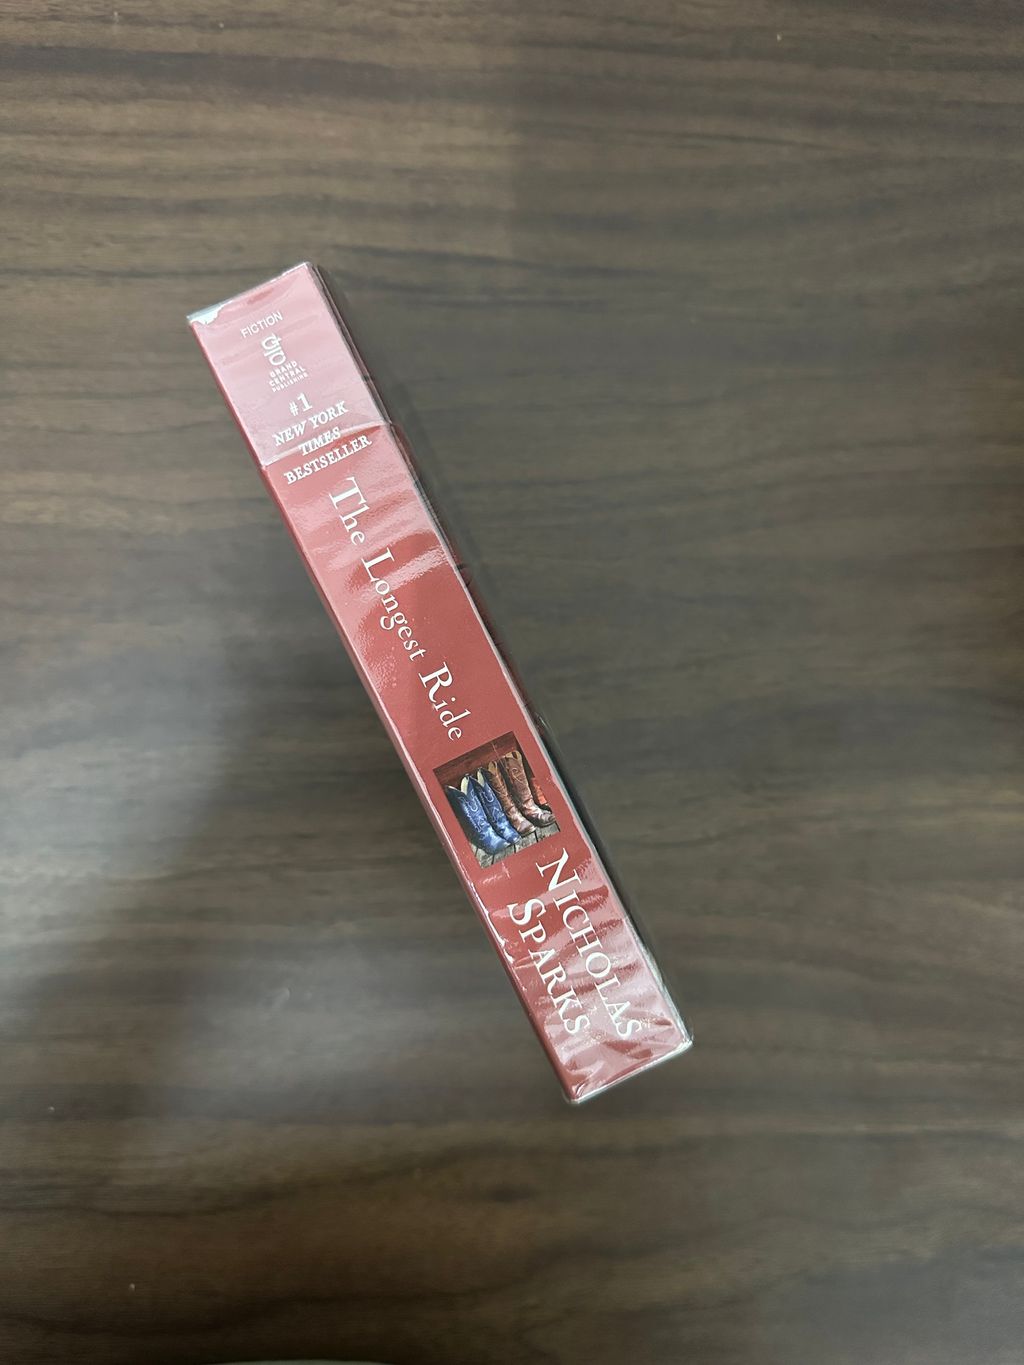 FICTION
GRAND
CENTRAL
PUBLISHING
#1
NEW YORK
TIMES
BESTSELLER
The Longest Ride
NICHOLAS
SPARKS